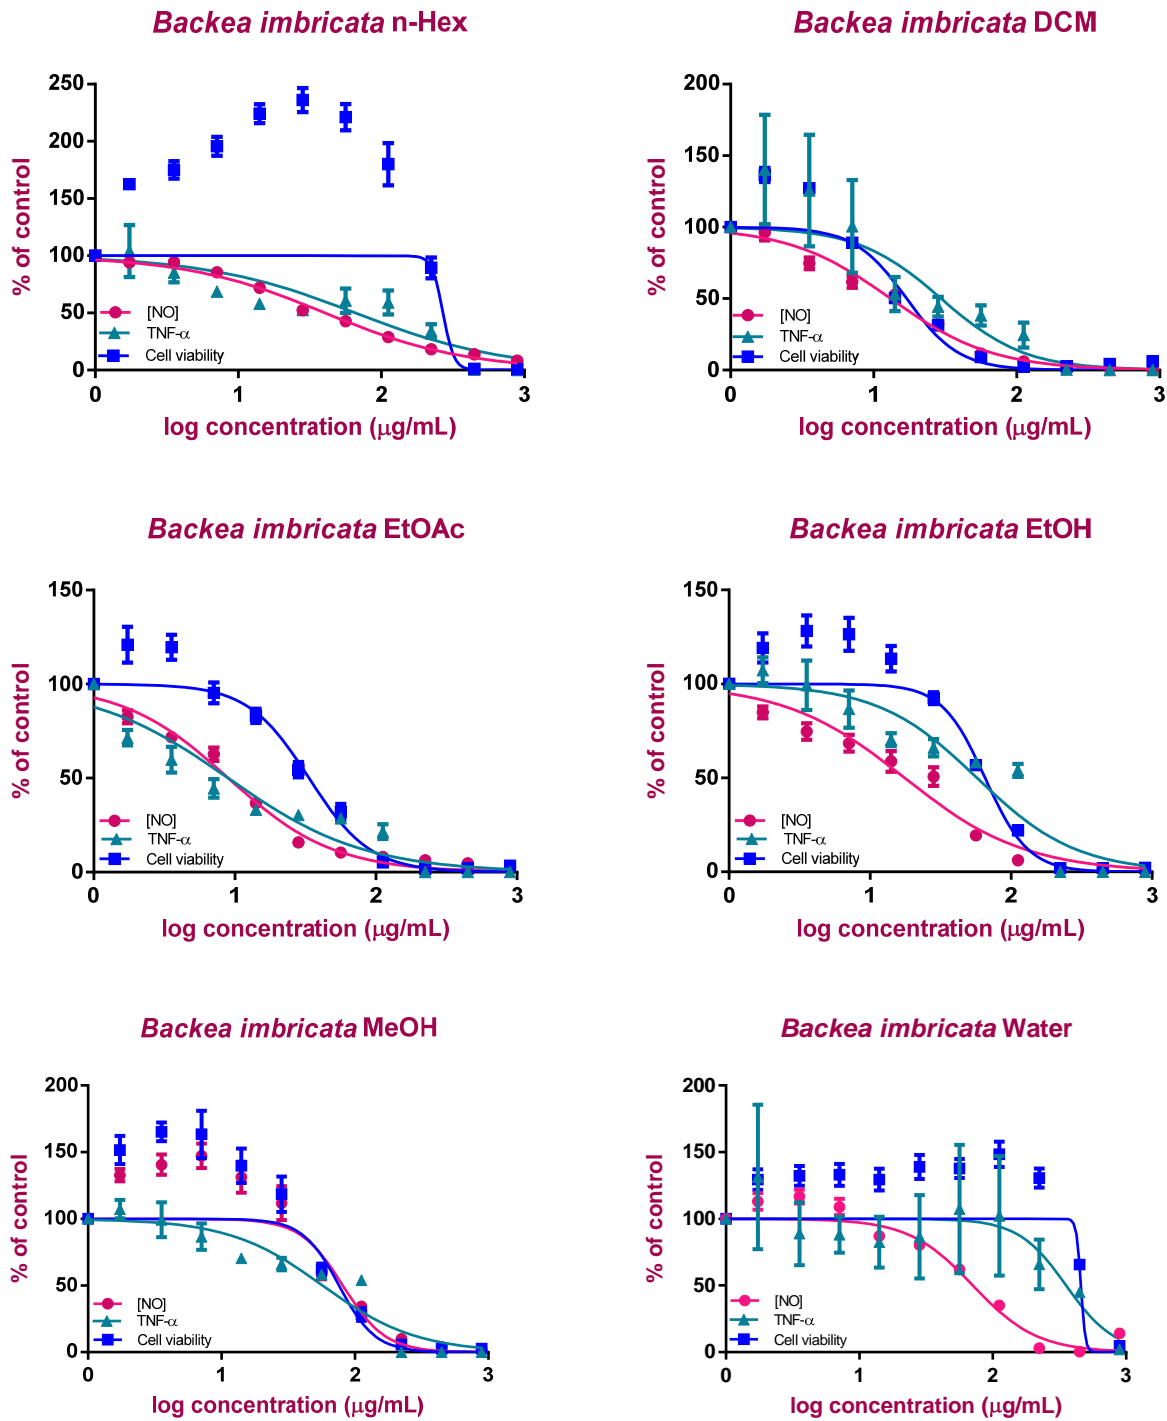 Backea imbricata n-Hex
250
200
150
100
50
0
% of control
[NO]
TNF-α
Cell viability
0 1 2 3
log concentration (µg/mL)
Backea imbricata DCM
200
150
100
50
0
% of control
[NO]
TNF-α
Cell viability
0 1 2 3
log concentration (µg/mL)
Backea imbricata EtOAc
150
100
50
0
% of control
[NO]
TNF-α
Cell viability
0 1 2 3
log concentration (µg/mL)
Backea imbricata EtOH
150
100
50
0
% of control
[NO]
TNF-α
Cell viability
0 1 2 3
log concentration (µg/mL)
Backea imbricata MeOH
200
150
100
50
0
% of control
[NO]
TNF-α
Cell viability
0 1 2 3
log concentration (µg/mL)
Backea imbricata Water
200
150
100
50
0
% of control
[NO]
TNF-α
Cell viability
0 1 2 3
log concentration (µg/mL)